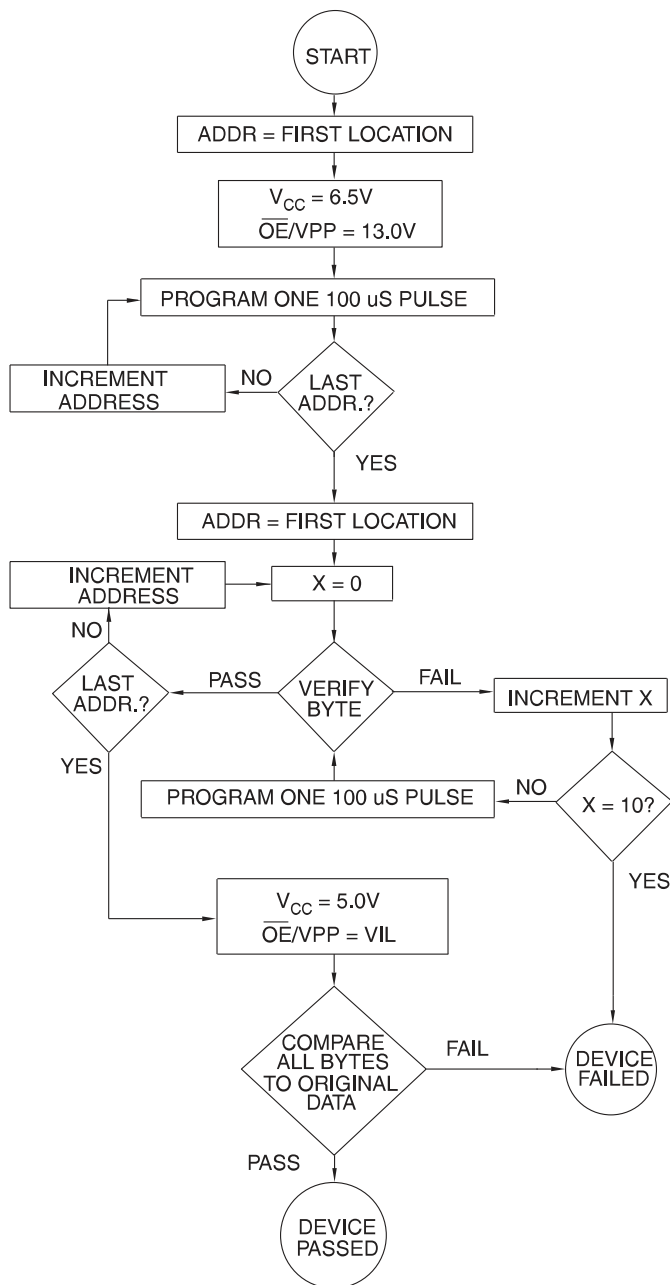 START
ADDR = FIRST LOCATION
VCC = 6.5V
OE/VPP = 13.0V
PROGRAM ONE 100 uS PULSE
INCREMENT
ADDRESS
NO
LAST
ADDR.?
YES
ADDR = FIRST LOCATION
INCREMENT
ADDRESS
X = 0
NO
LAST
ADDR.?
PASS
VERIFY
BYTE
FAIL
INCREMENT X
YES
PROGRAM ONE 100 uS PULSE
NO
X = 10?
YES
VCC = 5.0V
OE/VPP = VIL
COMPARE
ALL BYTES
TO ORIGINAL
DATA
FAIL
DEVICE
FAILED
PASS
DEVICE
PASSED